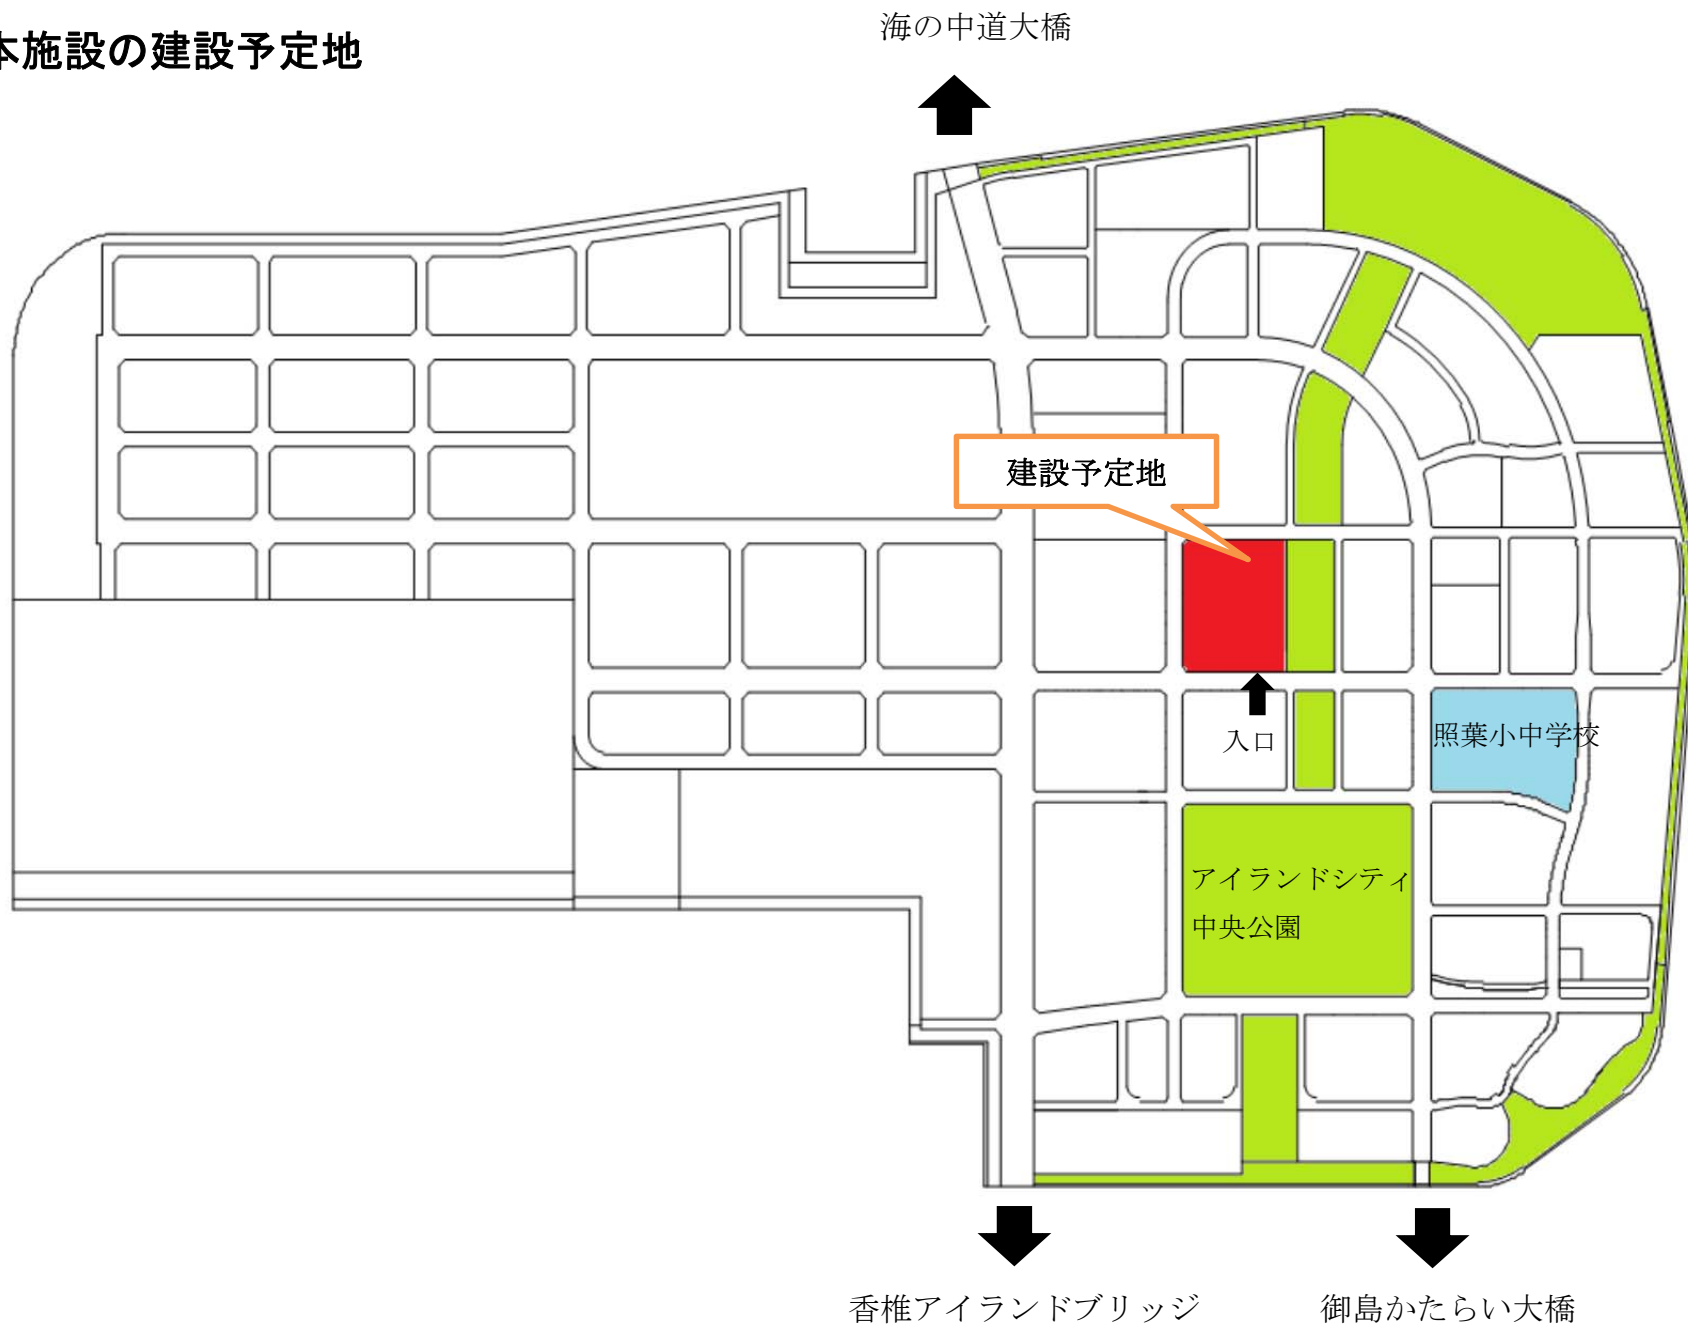 本施設の建設予定地
海の中道大橋
建設予定地
入口
照葉小中学校
アイランドシティ
中央公園
香椎アイランドブリッジ
御島かたらい大橋